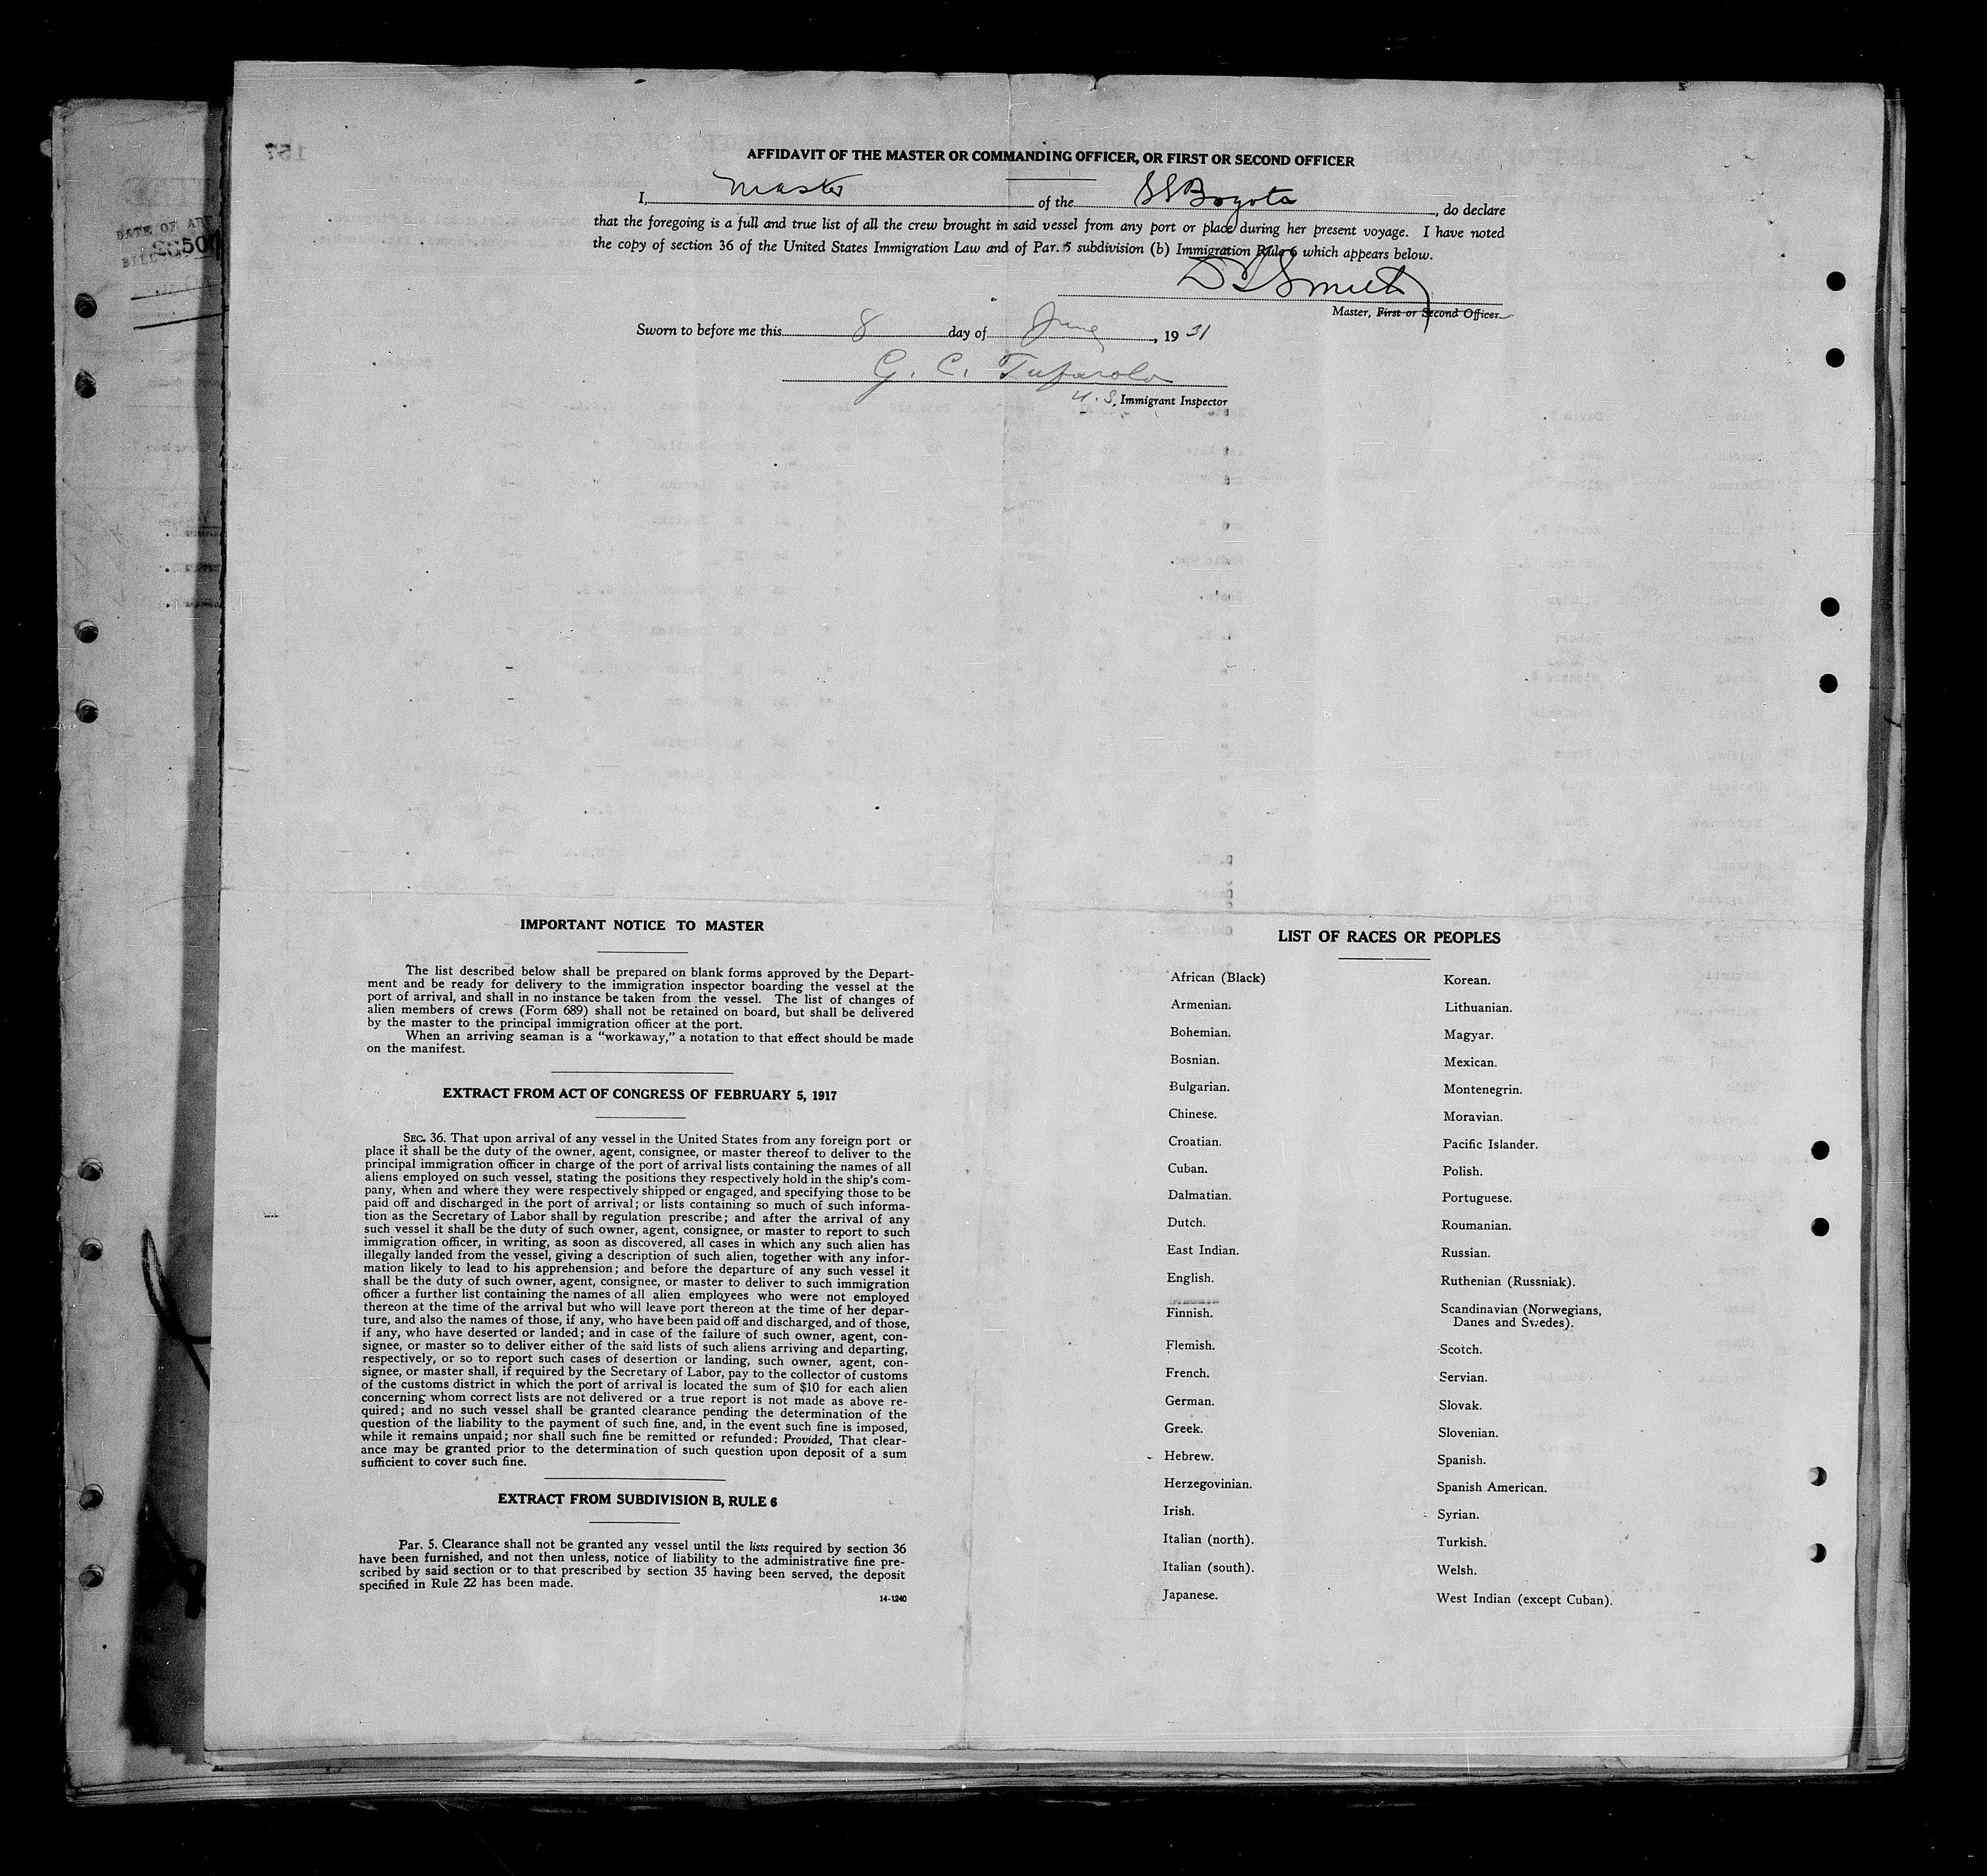 AFFIDAVIT OF THE MASTER OR COMMANDING OFFICER, OR FIRST OR SECOND OFFICER
I, Master of the SS Bogota, do declare
that the foregoing is a full and true list of all the crew brought in said vessel from any port or place during her present voyage. I have noted
the copy of section 36 of the United States Immigration Law and of Par. 5 subdivision (b) Immigration Rule 6 which appears below.
D L Smith
Master, First or Second Officer.
Sworn to before me this 8 day of June, 1931
G. C. Tufarolo
U. S. Immigrant Inspector
157
DATE OF ARR
IMPORTANT NOTICE TO MASTER
The list described below shall be prepared on blank forms approved by the Depart-
ment and be ready for delivery to the immigration inspector boarding the vessel at the
port of arrival, and shall in no instance be taken from the vessel. The list of changes of
alien members of crews (Form 689) shall not be retained on board, but shall be delivered
by the master to the principal immigration officer at the port.
When an arriving seaman is a "workaway," a notation to that effect should be made
on the manifest.
EXTRACT FROM ACT OF CONGRESS OF FEBRUARY 5, 1917
SEC. 36. That upon arrival of any vessel in the United States from any foreign port or
place it shall be the duty of the owner, agent, consignee, or master thereof to deliver to the
principal immigration officer in charge of the port of arrival lists containing the names of all
aliens employed on such vessel, stating the positions they respectively hold in the ship's com-
pany, when and where they were respectively shipped or engaged, and specifying those to be
paid off and discharged in the port of arrival; or lists containing so much of such informa-
tion as the Secretary of Labor shall by regulation prescribe; and after the arrival of any
such vessel it shall be the duty of such owner, agent, consignee, or master to report to such
immigration officer, in writing, as soon as discovered, all cases in which any such alien has
illegally landed from the vessel, giving a description of such alien, together with any infor-
mation likely to lead to his apprehension; and before the departure of any such vessel it
shall be the duty of such owner, agent, consignee, or master to deliver to such immigration
officer a further list containing the names of all alien employees who were not employed
thereon at the time of the arrival but who will leave port thereon at the time of her depar-
ture, and also the names of those, if any, who have been paid off and discharged, and of those,
if any, who have deserted or landed; and in case of the failure of such owner, agent, con-
signee, or master so to deliver either of the said lists of such aliens arriving and departing,
respectively, or so to report such cases of desertion or landing, such owner, agent, con-
signee, or master shall, if required by the Secretary of Labor, pay to the collector of customs
of the customs district in which the port of arrival is located the sum of $10 for each alien
concerning whom correct lists are not delivered or a true report is not made as above re-
quired; and no such vessel shall be granted clearance pending the determination of the
question of the liability to the payment of such fine, and, in the event such fine is imposed,
while it remains unpaid; nor shall such fine be remitted or refunded: Provided, That clear-
ance may be granted prior to the determination of such question upon deposit of a sum
sufficient to cover such fine.
EXTRACT FROM SUBDIVISION B, RULE 6
Par. 5. Clearance shall not be granted any vessel until the lists required by section 36
have been furnished, and not then unless, notice of liability to the administrative fine pre-
scribed by said section or to that prescribed by section 35 having been served, the deposit
specified in Rule 22 has been made.
14-1240
LIST OF RACES OR PEOPLES
African (Black)
Armenian.
Bohemian.
Bosnian.
Bulgarian.
Chinese.
Croatian.
Cuban.
Dalmatian.
Dutch.
East Indian.
English.
Finnish.
Flemish.
French.
German.
Greek.
Hebrew.
Herzegovinian.
Irish.
Italian (north).
Italian (south).
Japanese.
Korean.
Lithuanian.
Magyar.
Mexican.
Montenegrin.
Moravian.
Pacific Islander.
Polish.
Portuguese.
Roumanian.
Russian.
Ruthenian (Russniak).
Scandinavian (Norwegians,
Danes and Swedes).
Scotch.
Servian.
Slovak.
Slovenian.
Spanish.
Spanish American.
Syrian.
Turkish.
Welsh.
West Indian (except Cuban).